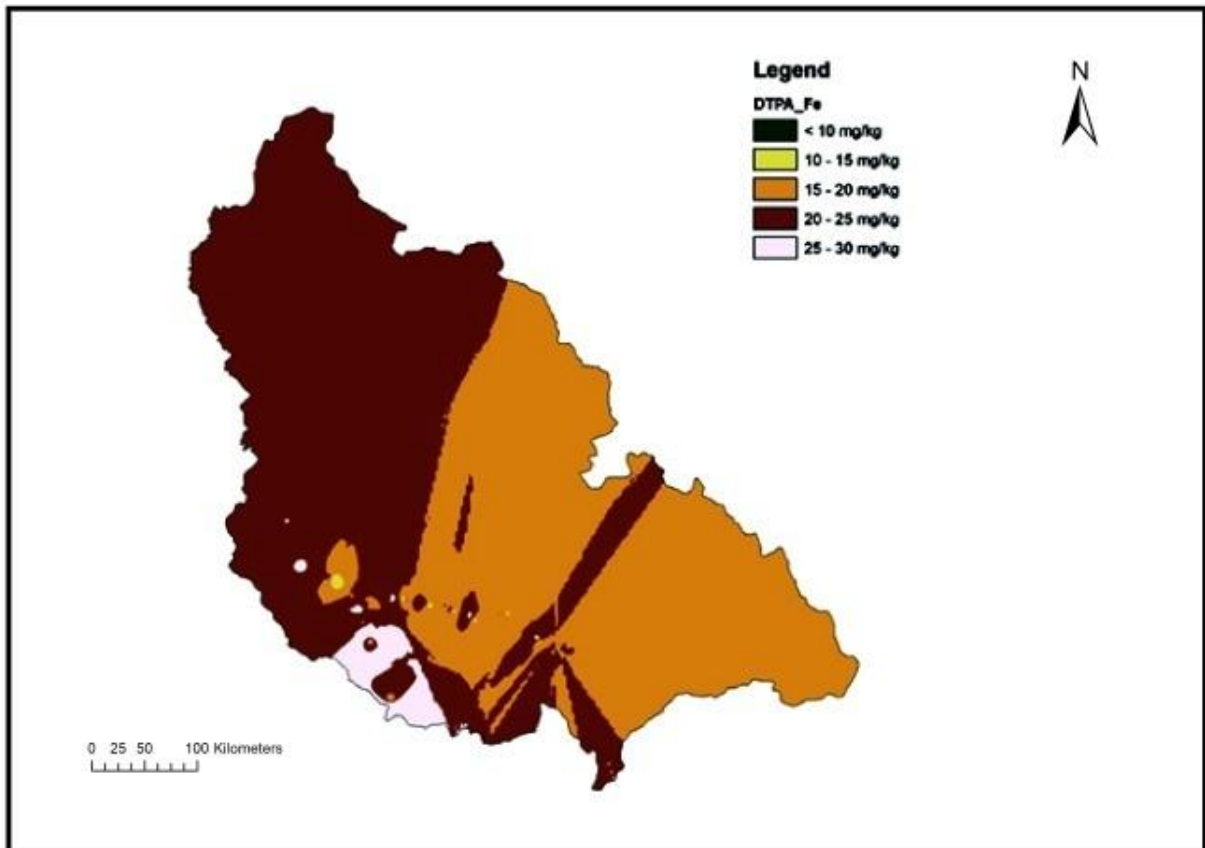 Legend
DTPA_Fe
< 10 mg/kg
10 - 15 mg/kg
15 - 20 mg/kg
20 - 25 mg/kg
25 - 30 mg/kg
N
0 25 50 100 Kilometers